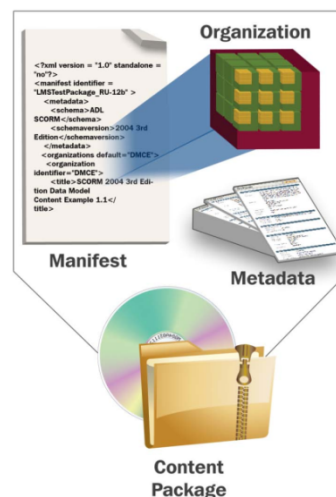 Organization
<?xml version = "1.0" standalone =
"no"?>
<manifest identifier =
"LMSTestPackage_RU-12b" >
<metadata>
<schema>ADL
SCORM</schema>
<schemaversion>2004 3rd
Edition</schemaversion>
</metadata>
<organizations default="DMCE">
<organization
identifier="DMCE">
<title>SCORM 2004 3rd Edi-
tion Data Model
Content Example 1.1</
title>
Manifest
Metadata
Content
Package